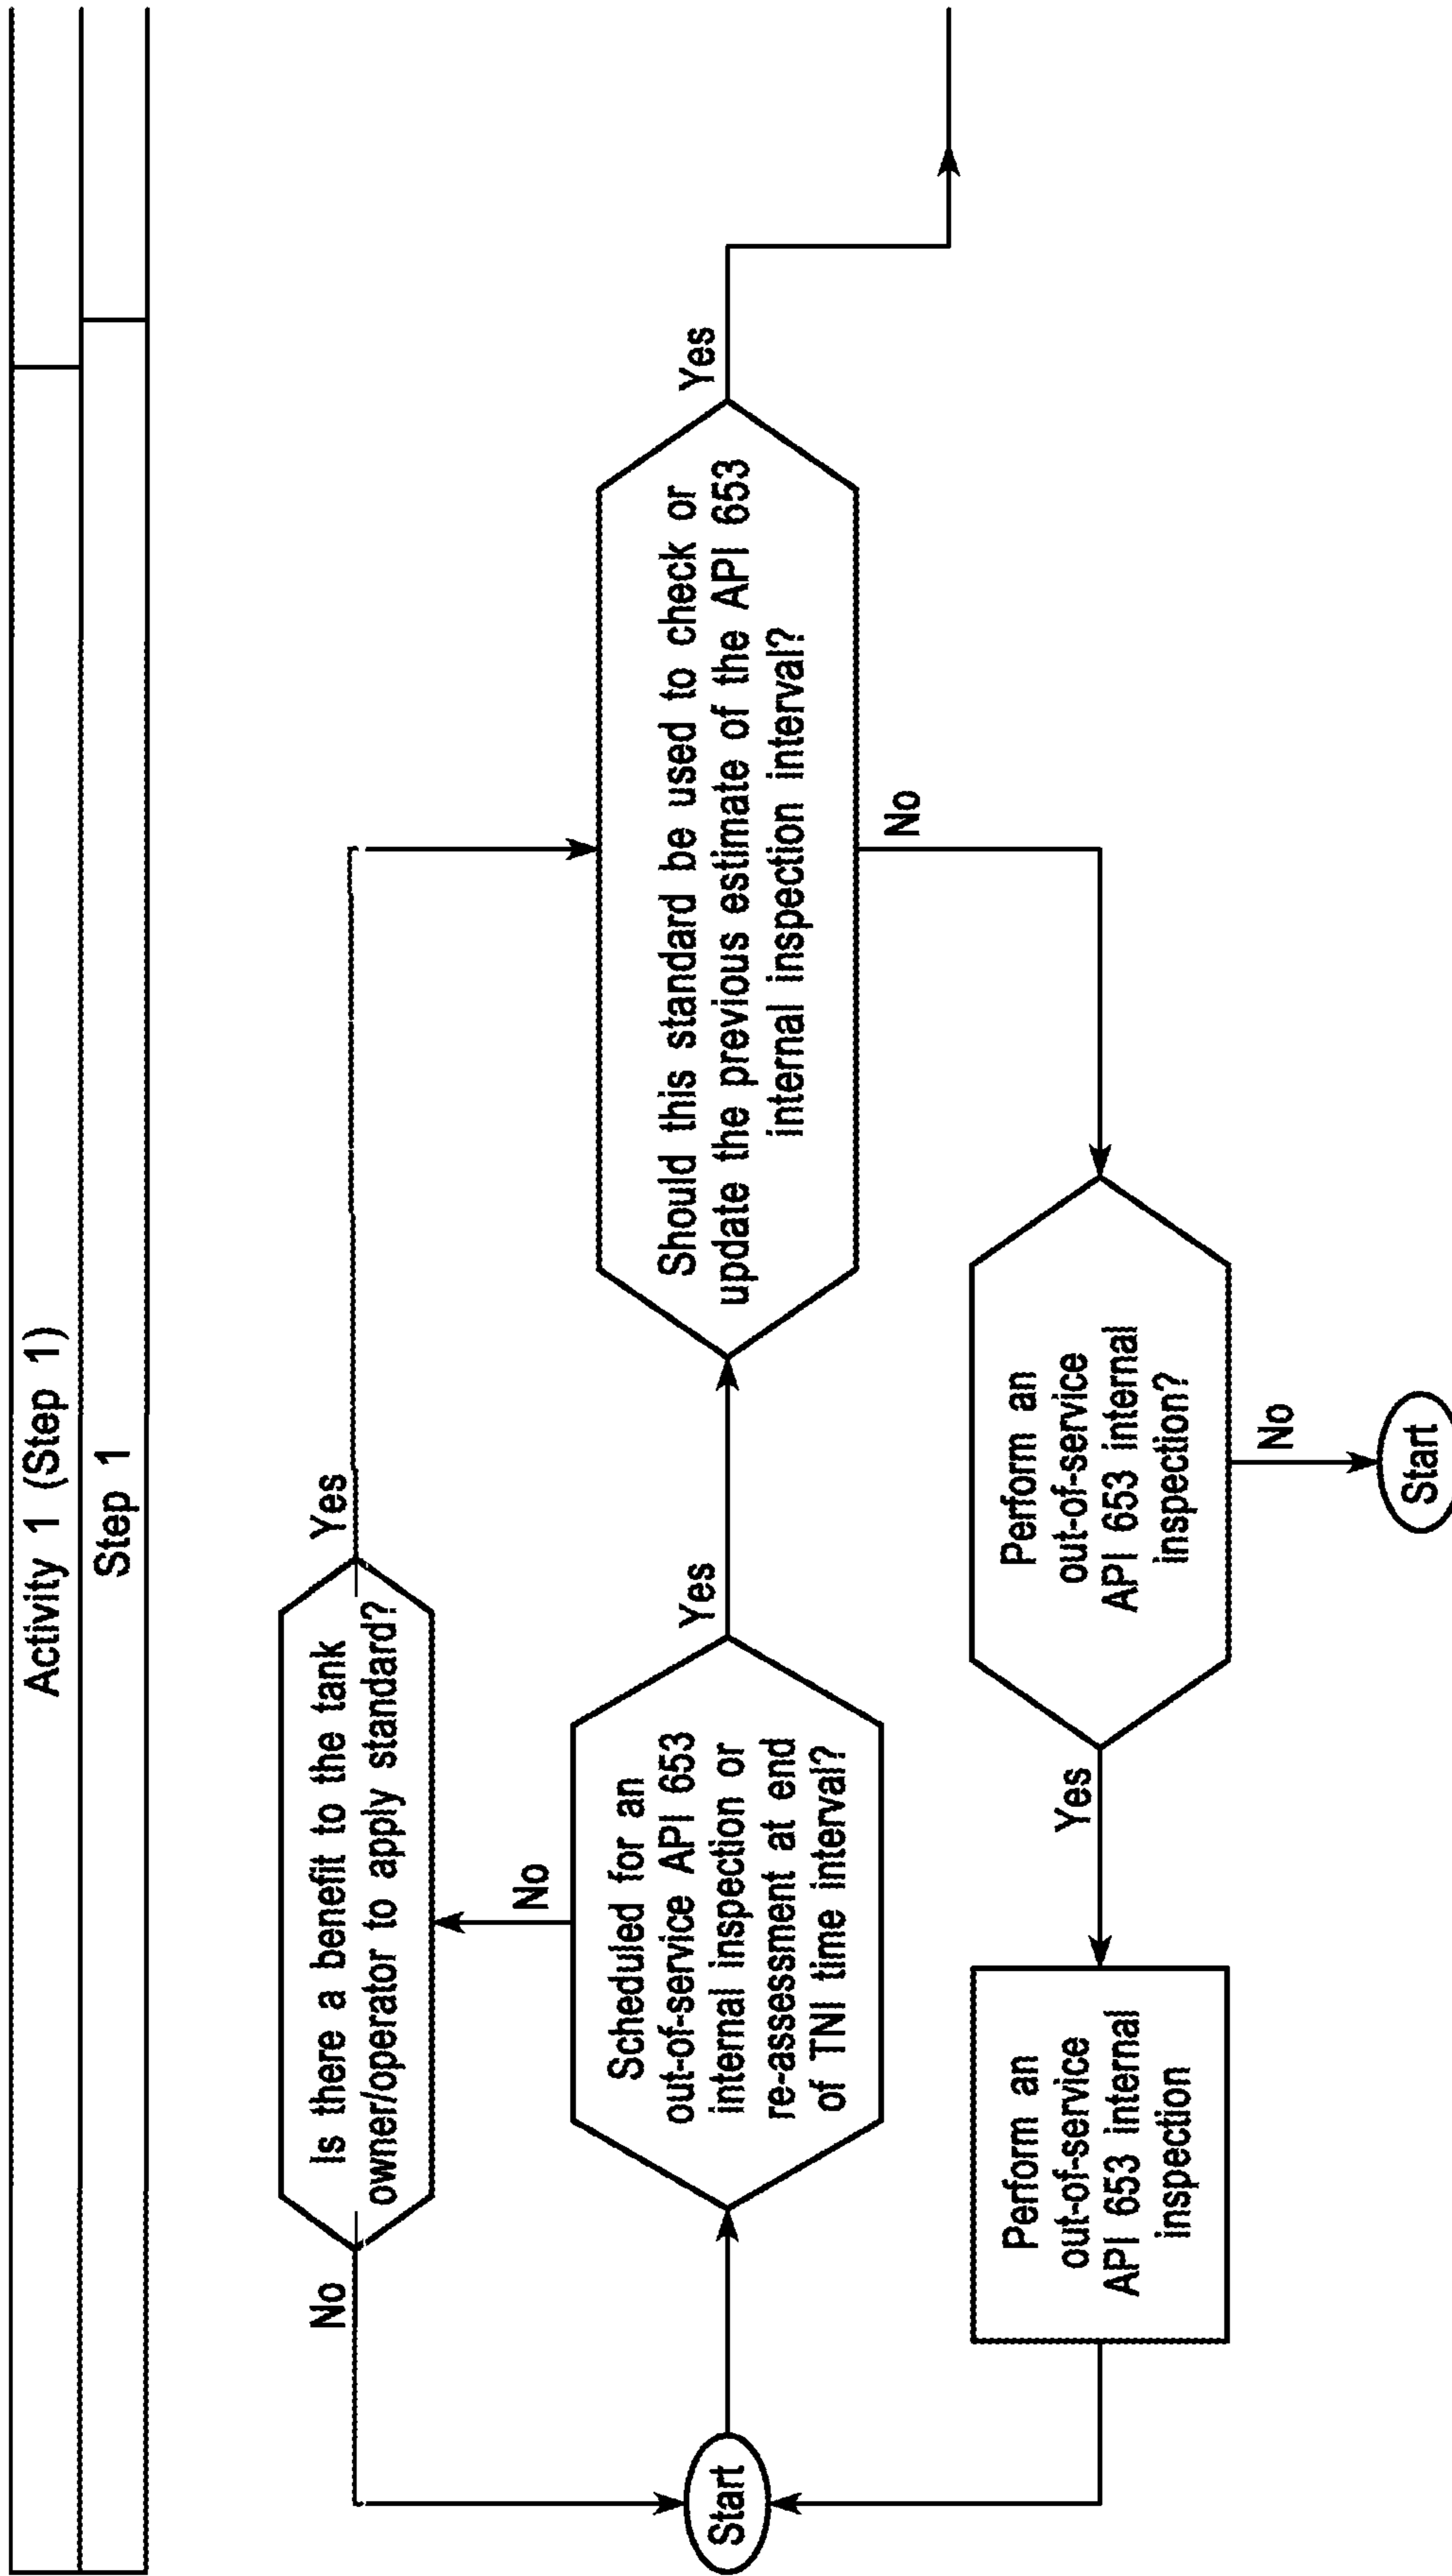 Activity 1 (Step 1)
Step 1
Is there a benefit to the tank
owner/operator to apply standard?
No
Yes
No
Start
Scheduled for an
out-of-service API 653
internal inspection or
re-assessment at end
of TNI time interval?
Yes
Should this standard be used to check or
update the previous estimate of the API 653
internal inspection interval?
Yes
No
Perform an
out-of-service
API 653 internal
inspection
Yes
Perform an
out-of-service
API 653 internal
inspection?
No
Start